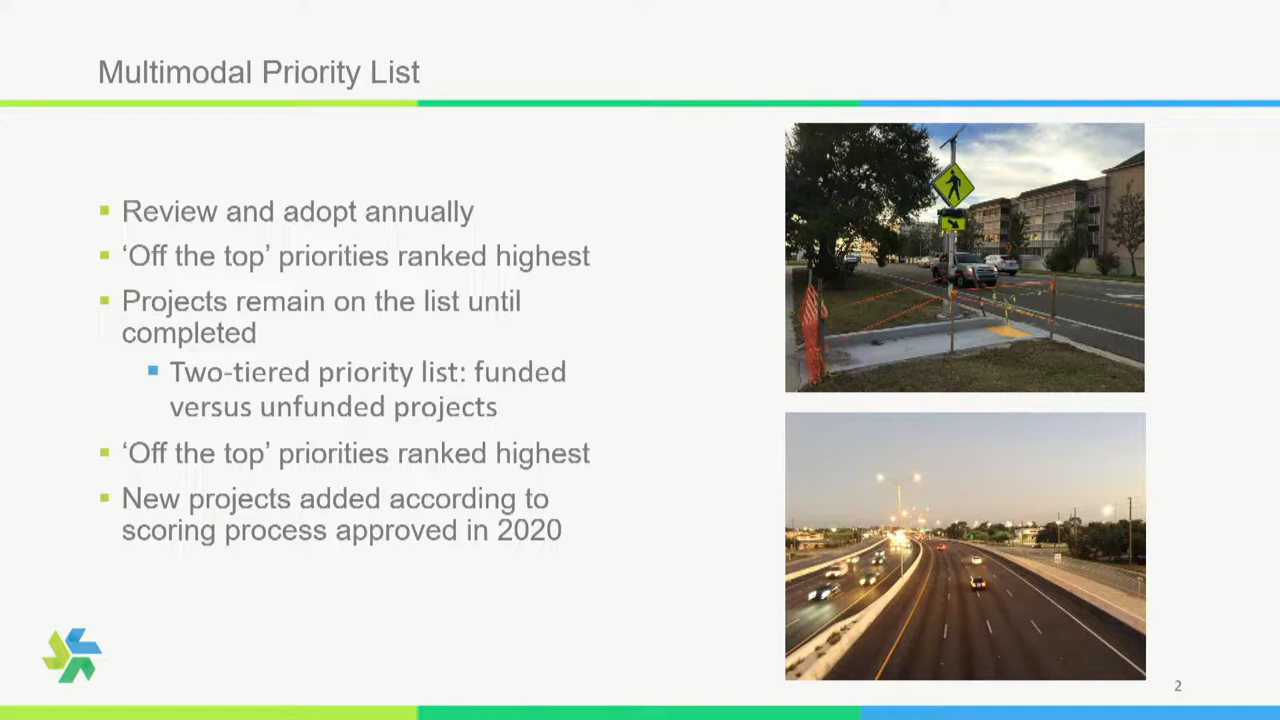 Multimodal Priority List
▪ Review and adopt annually
▪ ‘Off the top’ priorities ranked highest
▪ Projects remain on the list until
completed
▪ Two-tiered priority list: funded
versus unfunded projects
▪ ‘Off the top’ priorities ranked highest
▪ New projects added according to
scoring process approved in 2020
2